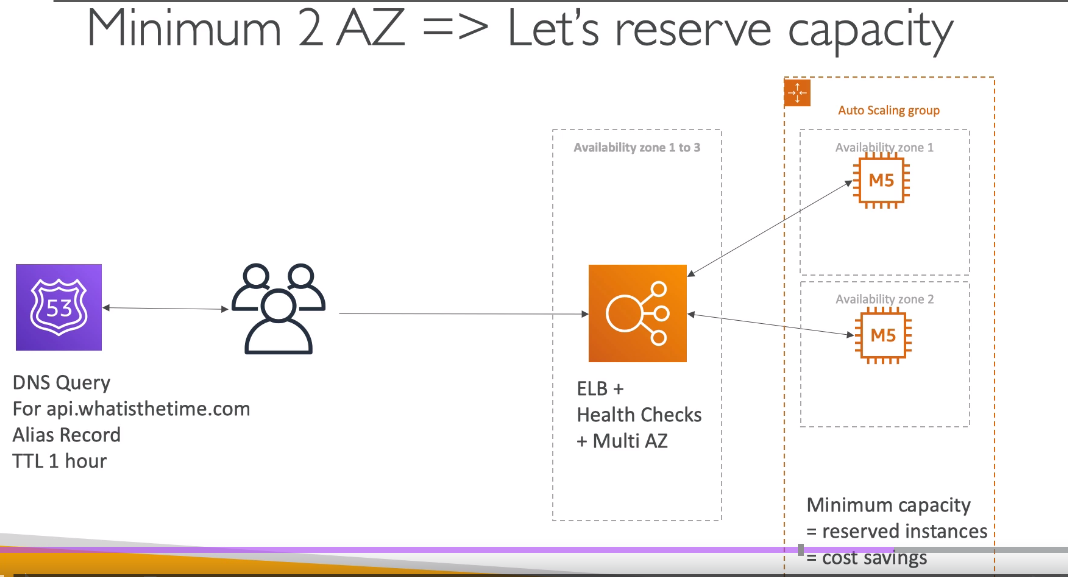 Minimum 2 AZ => Let's reserve capacity
Auto Scaling group
Availability zone 1 to 3
Availability zone 1
M5
Availability zone 2
M5
53
DNS Query
For api.whatisthetime.com
Alias Record
TTL 1 hour
ELB +
Health Checks
+ Multi AZ
Minimum capacity
= reserved instances
= cost savings